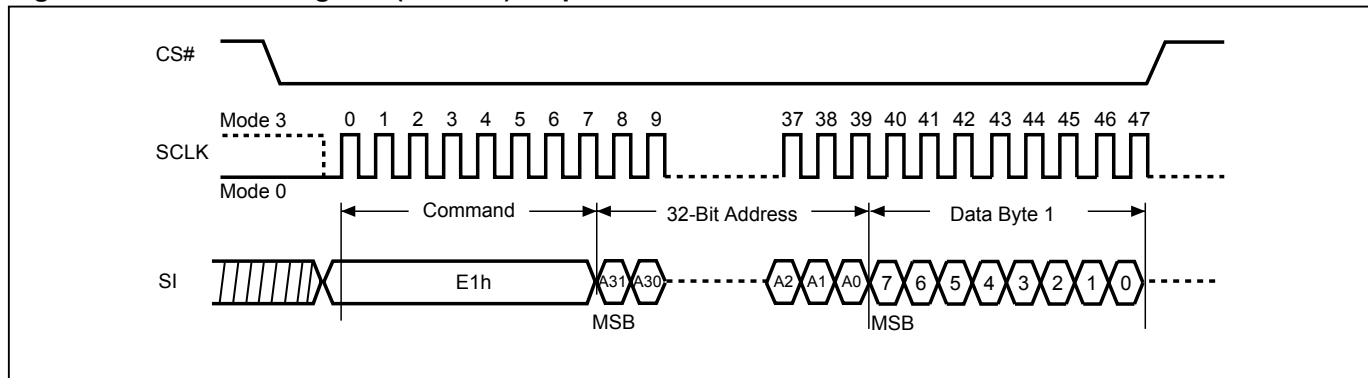 CS#
Mode 3 0 1 2 3 4 5 6 7 8 9 37 38 39 40 41 42 43 44 45 46 47
SCLK
Mode 0
Command 32-Bit Address Data Byte 1
SI E1h A31 A30 A2 A1 A0 7 6 5 4 3 2 1 0
MSB MSB